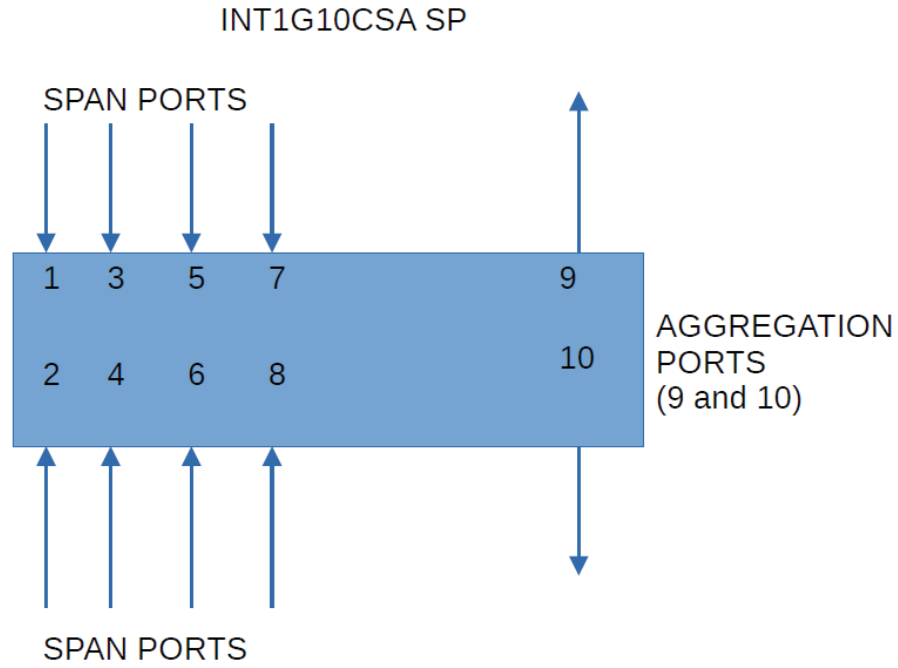 INT1G10CSA SP
SPAN PORTS
1 3 5 7 9
2 4 6 8 10
AGGREGATION
PORTS
(9 and 10)
SPAN PORTS